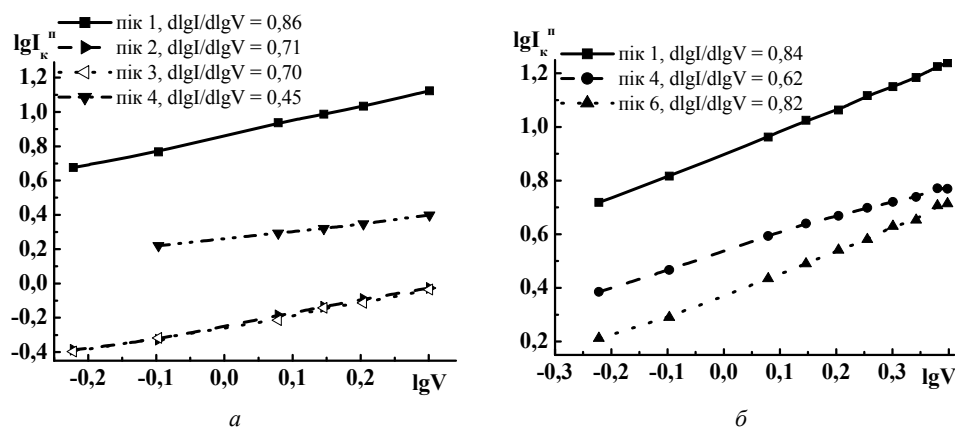 пік 1, dlgI/dlgV = 0,86
пік 2, dlgI/dlgV = 0,71
пік 3, dlgI/dlgV = 0,70
пік 4, dlgI/dlgV = 0,45
lgIкп
1,2
1,0
0,8
0,6
0,4
0,2
0,0
-0,2
-0,4
-0,2 -0,1 0,0 0,1 0,2 lgV
а
lgIкп
пік 1, dlgI/dlgV = 0,84
пік 4, dlgI/dlgV = 0,62
пік 6, dlgI/dlgV = 0,82
1,2
1,0
0,8
0,6
0,4
0,2
-0,3 -0,2 -0,1 0,0 0,1 0,2 0,3 lgV
б